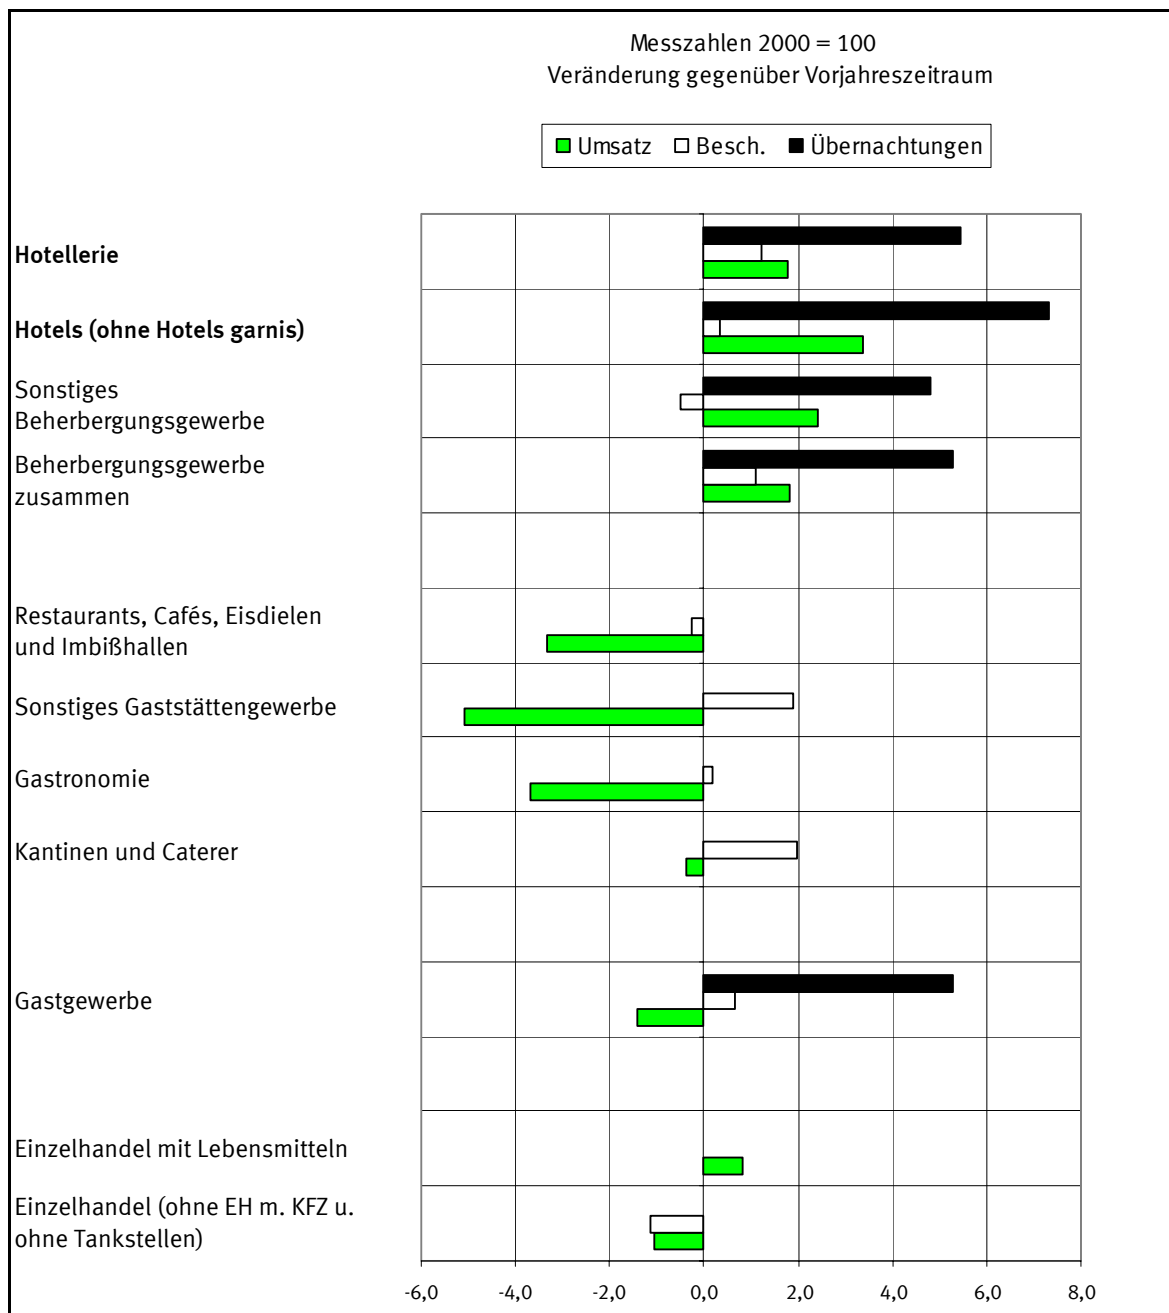 Messzahlen 2000 = 100
Veränderung gegenüber Vorjahreszeitraum
Umsatz Besch. Übernachtungen
Hotellerie
Hotels (ohne Hotels garnis)
Sonstiges
Beherbergungsgewerbe
Beherbergungsgewerbe
zusammen
Restaurants, Cafés, Eisdielen
und Imbißhallen
Sonstiges Gaststättengewerbe
Gastronomie
Kantinen und Caterer
Gastgewerbe
Einzelhandel mit Lebensmitteln
Einzelhandel (ohne EH m. KFZ u.
ohne Tankstellen)
-6,0 -4,0 -2,0 0,0 2,0 4,0 6,0 8,0